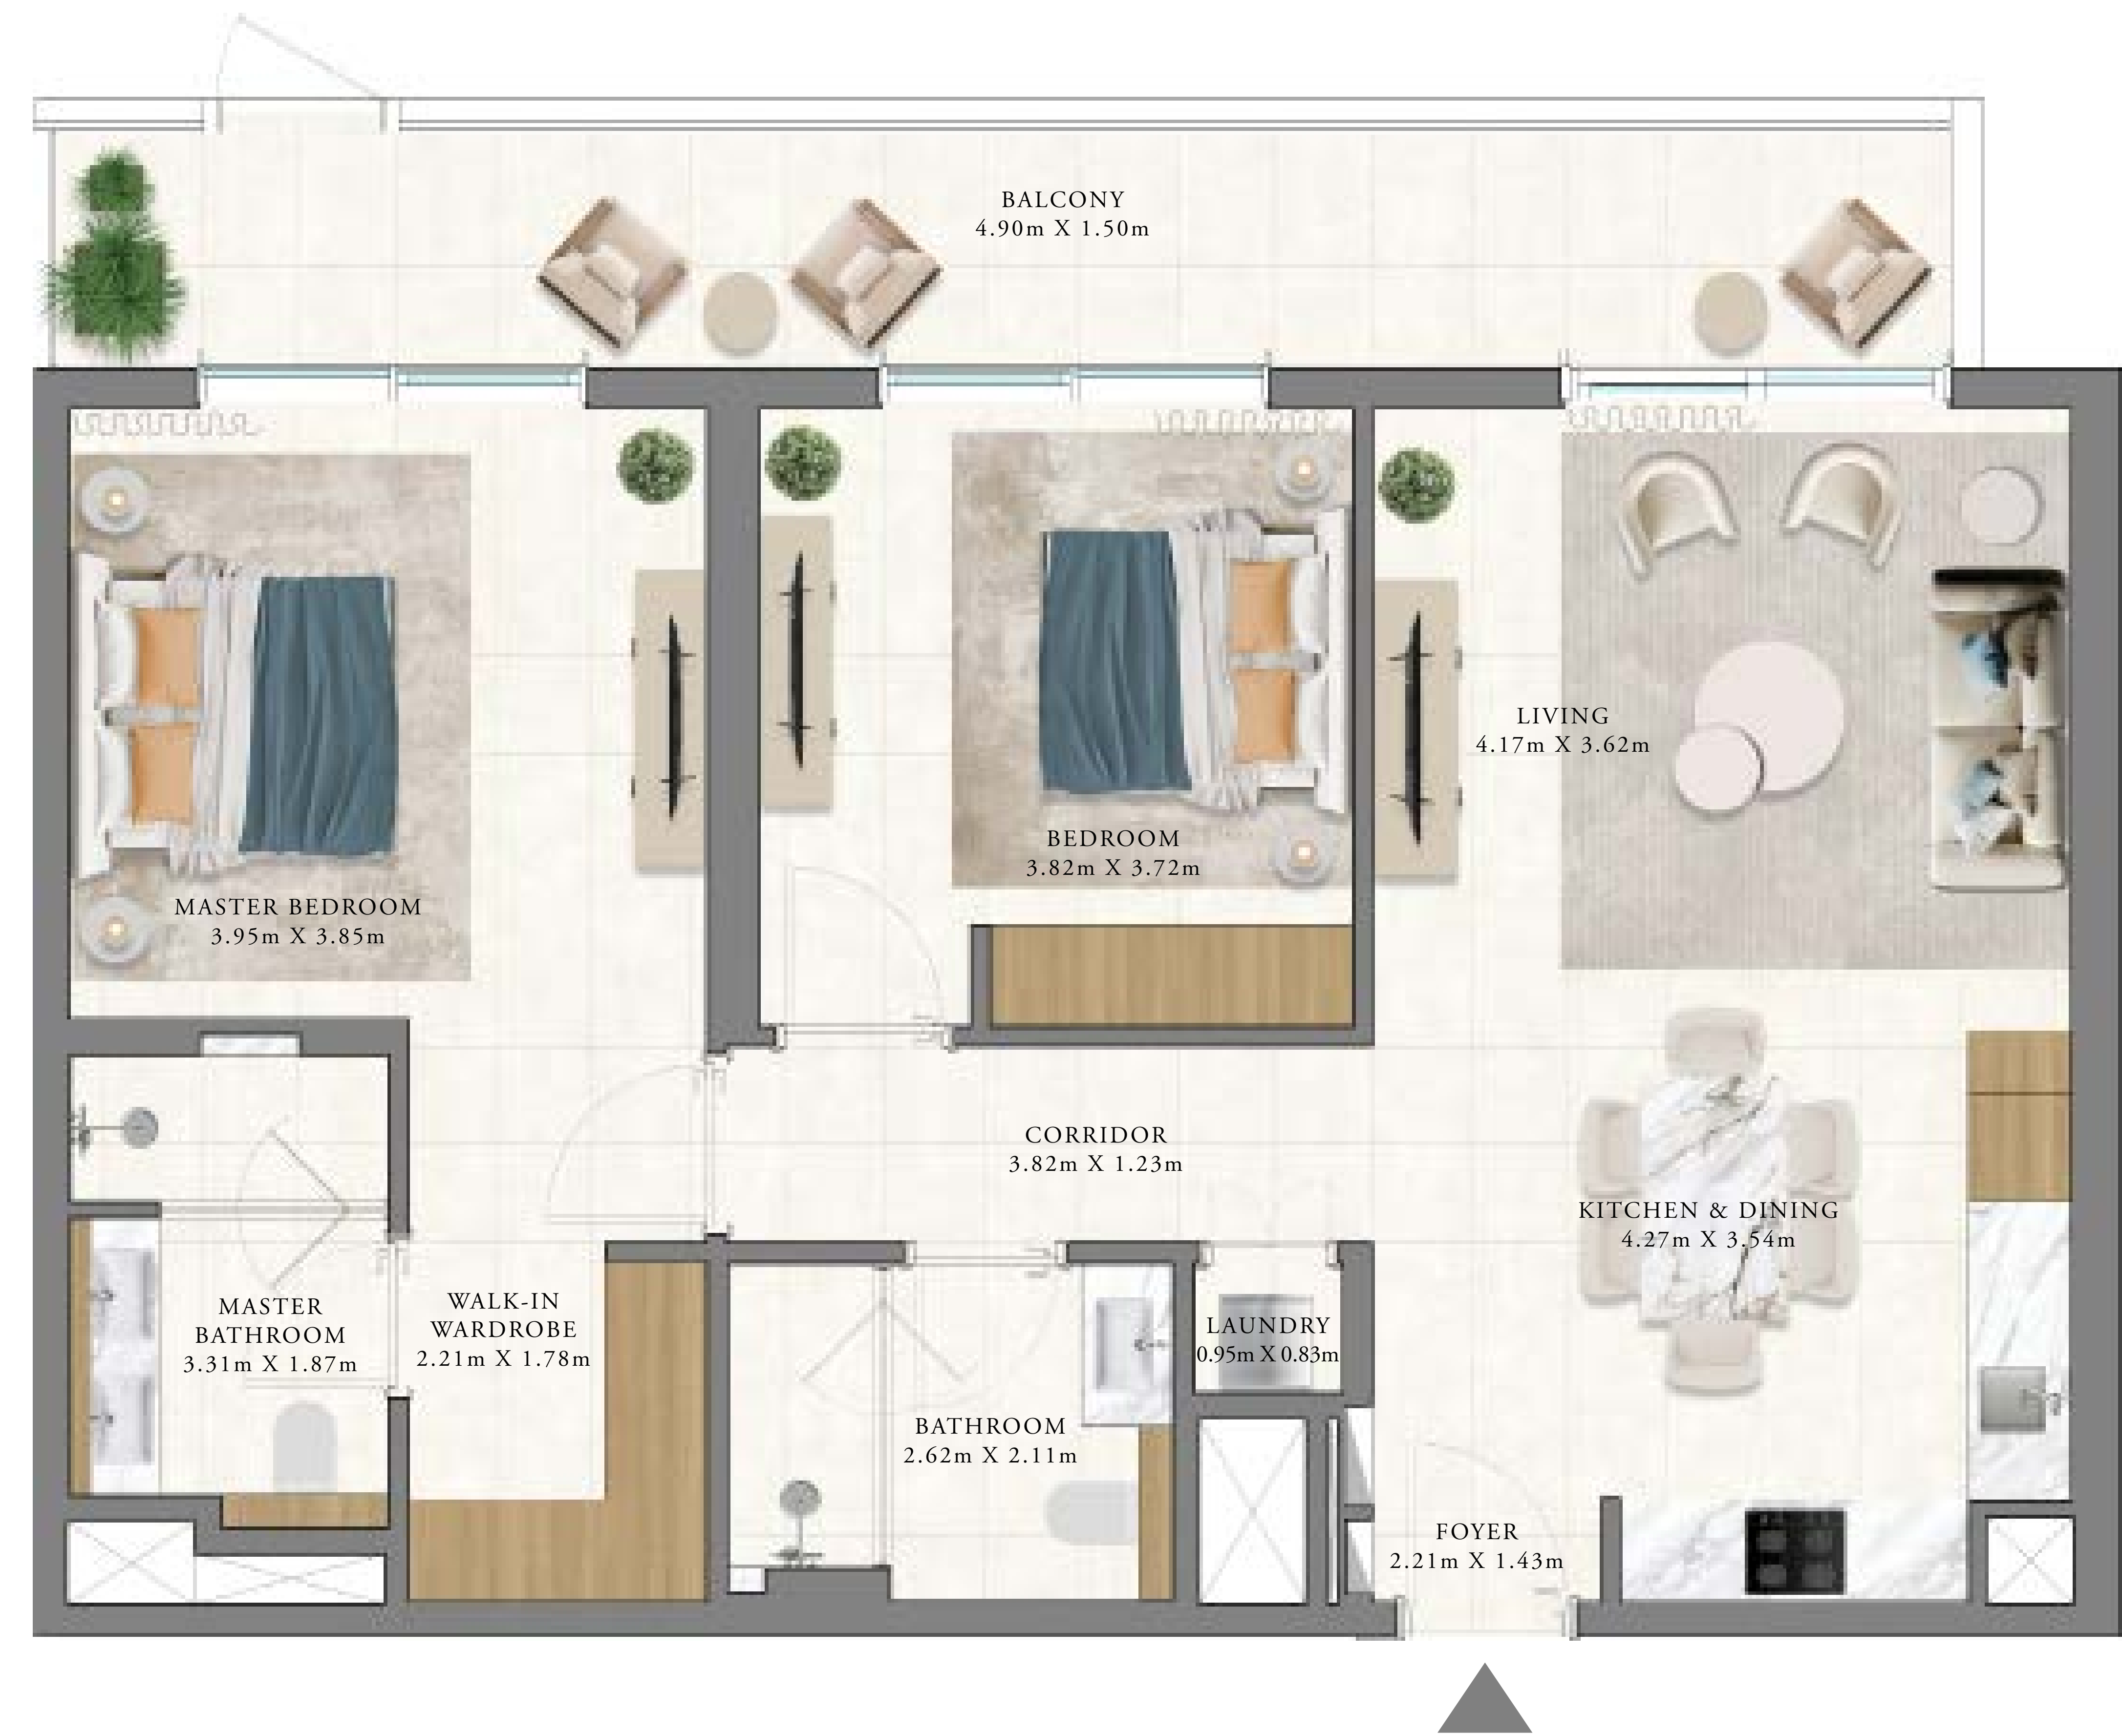 BALCONY
4.90m X 1.50m
LIVING
4.17m X 3.62m
BEDROOM
3.82m X 3.72m
MASTER BEDROOM
3.95m X 3.85m
CORRIDOR
3.82m X 1.23m
KITCHEN & DINING
4.27m X 3.54m
MASTER
BATHROOM
3.31m X 1.87m
WALK-IN
WARDROBE
2.21m X 1.78m
LAUNDRY
0.95m X 0.83m
BATHROOM
2.62m X 2.11m
FOYER
2.21m X 1.43m